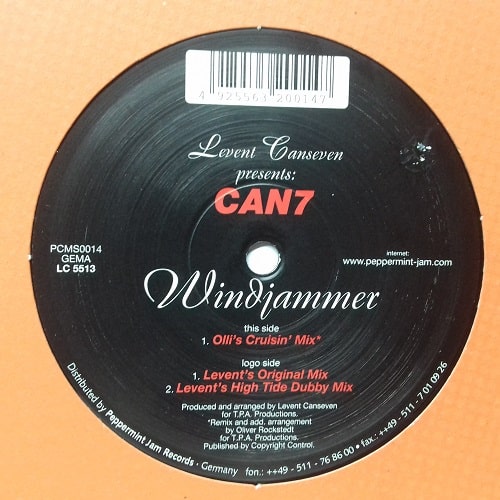 4 925563 200147
Levent Canseven
presents:
CAN7
PCMS0014
GEMA
LC 5513
internet:
www.peppermint-jam.com
Windjammer
this side
1. Olli's Cruisin' Mix*
logo side
1. Levent's Original Mix
2. Levent's High Tide Dubby Mix
Produced and arranged by Levent Canseven
for T.P.A. Productions.
*Remix and add. arrangement
by Oliver Rockstedt
for T.P.A. Productions.
Published by Copyright Control.
Distributed by Peppermint Jam Records • Germany fon.: ++49 - 511 - 76 86 00 • fax.: ++49 - 511 - 7 01 09 26